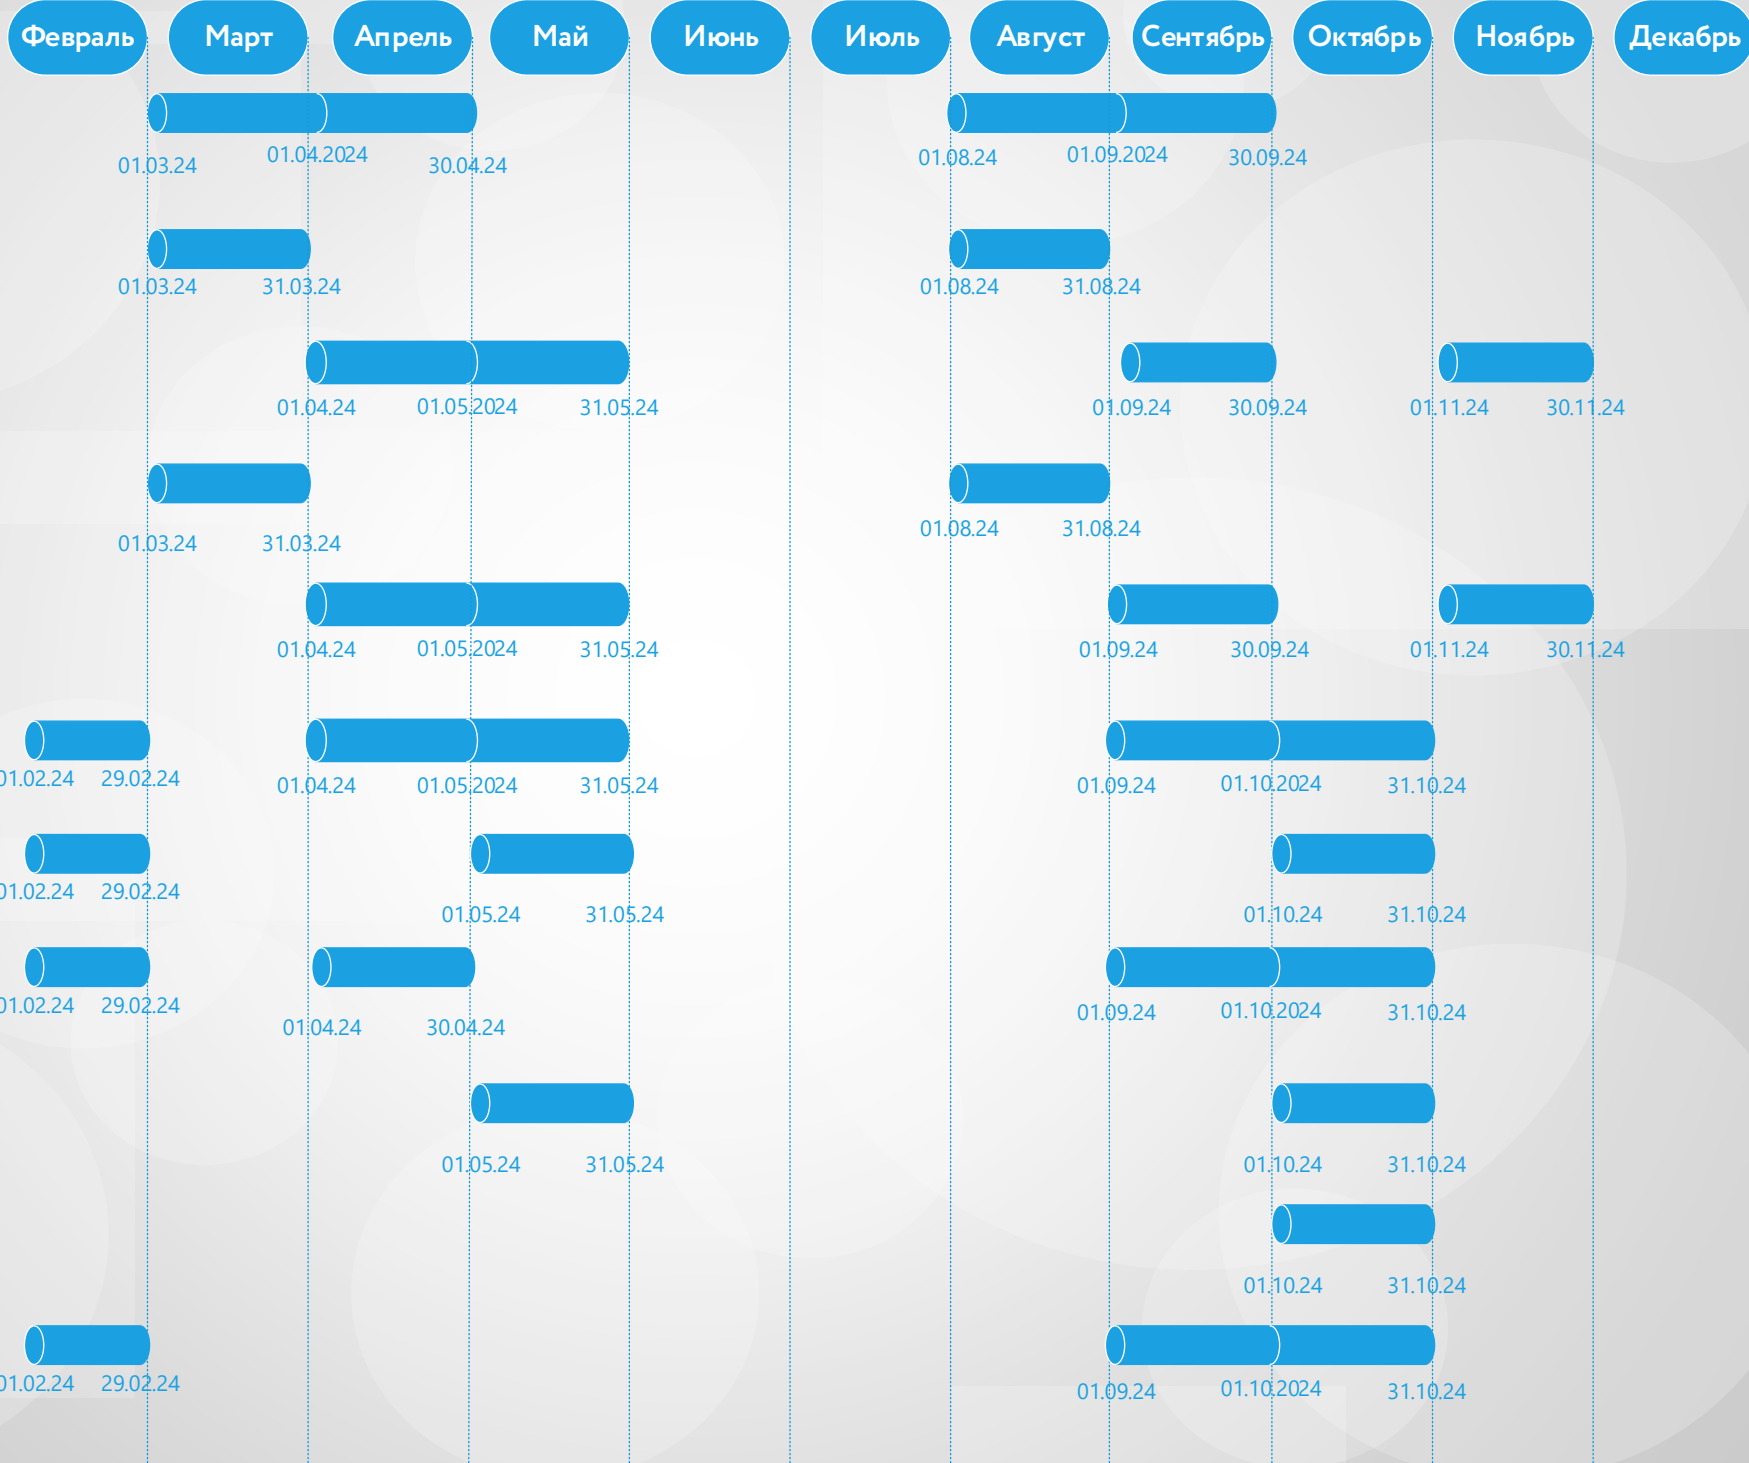 Февраль Март Апрель Май Июнь Июль Август Сентябрь Октябрь Ноябрь Декабрь
01.03.24 01.04.2024 30.04.24 01.08.24 01.09.2024 30.09.24
01.03.24 31.03.24 01.08.24 31.08.24
01.04.24 01.05.2024 31.05.24 01.09.24 30.09.24 01.11.24 30.11.24
01.03.24 31.03.24 01.08.24 31.08.24
01.04.24 01.05.2024 31.05.24 01.09.24 30.09.24 01.11.24 30.11.24
01.02.24 29.02.24 01.04.24 01.05.2024 31.05.24 01.09.24 01.10.2024 31.10.24
01.02.24 29.02.24 01.05.24 31.05.24 01.10.24 31.10.24
01.02.24 29.02.24 01.04.24 30.04.24 01.09.24 01.10.2024 31.10.24
01.05.24 31.05.24 01.10.24 31.10.24
01.10.24 31.10.24
01.02.24 29.02.24 01.09.24 01.10.2024 31.10.24